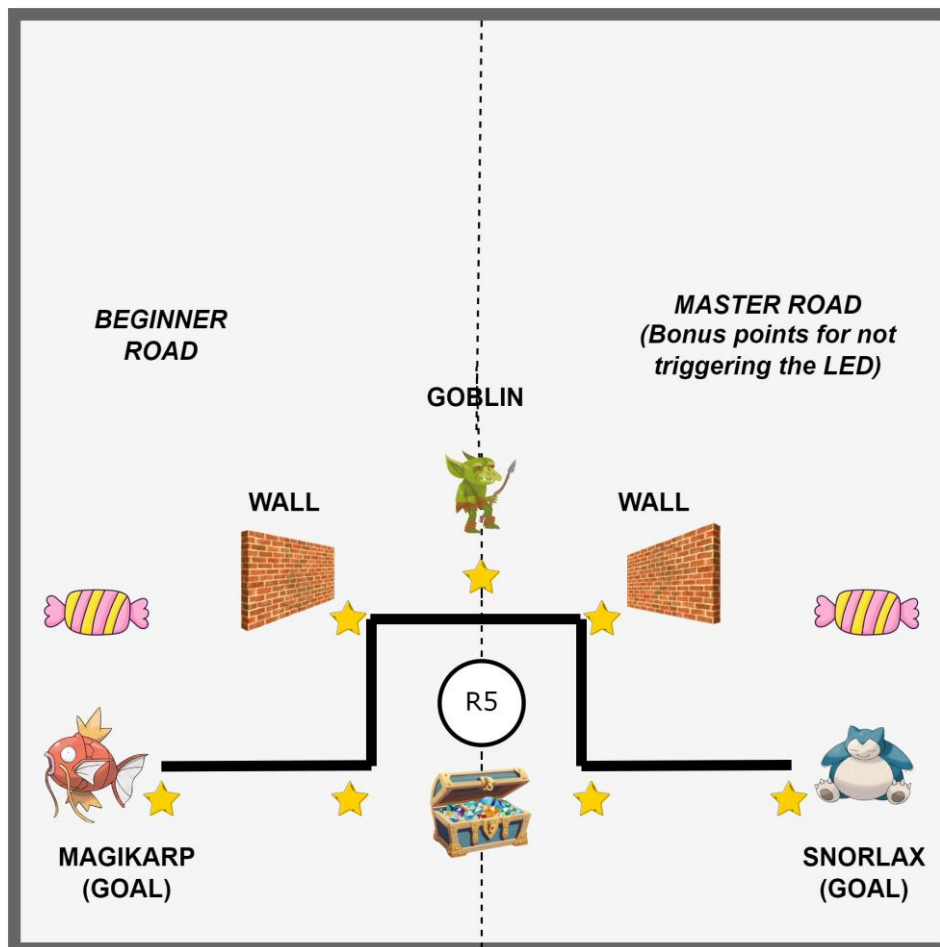 BEGINNER
ROAD
MASTER ROAD
(Bonus points for not
triggering the LED)
GOBLIN
WALL
WALL
R5
MAGIKARP
(GOAL)
SNORLAX
(GOAL)